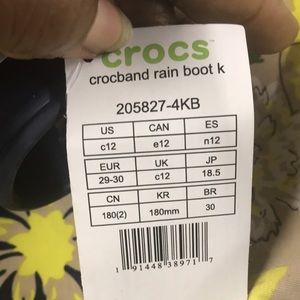 crocs™
crocband rain boot k
205827-4KB
US CAN ES
c12 e12 n12
EUR UK JP
29-30 c12 18.5
CN KR BR
180(2) 180mm 30
1 91448 38971 7